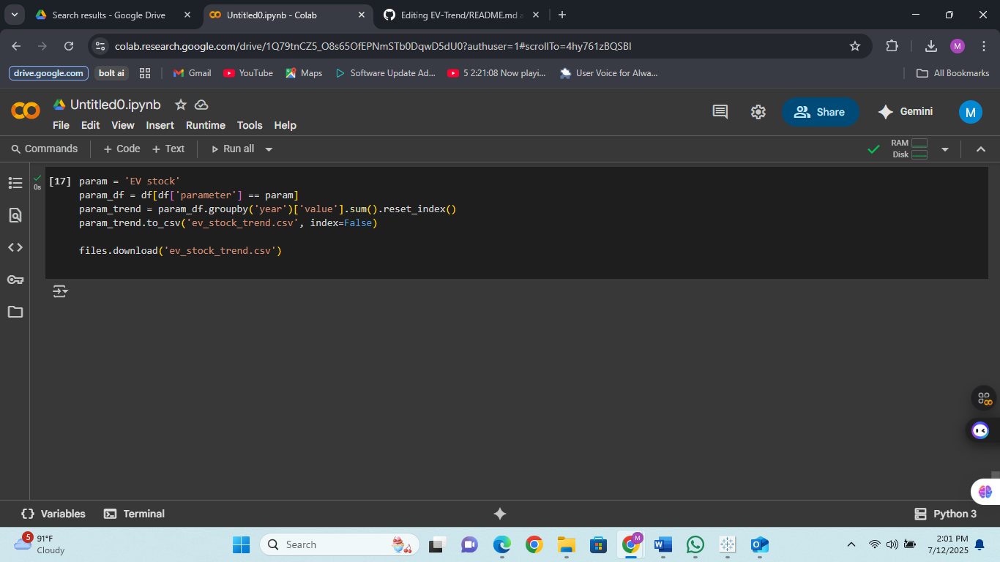 Search results - Google Drive
Untitled0.ipynb - Colab
Editing EV-Trend/README.md a
colab.research.google.com/drive/1Q79tnCZ5_O8s65OfEPNmSTb0DqwD5dU0?authuser=1#scrollTo=4hy761zBQSBI
M
drive.google.com
bolt ai
Gmail
YouTube
Maps
Software Update Ad...
5 2:21:08 Now playi...
User Voice for Alwa...
All Bookmarks
Untitled0.ipynb
File Edit View Insert Runtime Tools Help
Share
Gemini
M
Commands
+ Code
+ Text
Run all
RAM
Disk
[17] param = 'EV stock'
0s
param_df = df[df['parameter'] == param]
param_trend = param_df.groupby('year')['value'].sum().reset_index()
param_trend.to_csv('ev_stock_trend.csv', index=False)
files.download('ev_stock_trend.csv')
Variables
Terminal
Python 3
5
91°F
Cloudy
Search
M
2:01 PM
7/12/2025